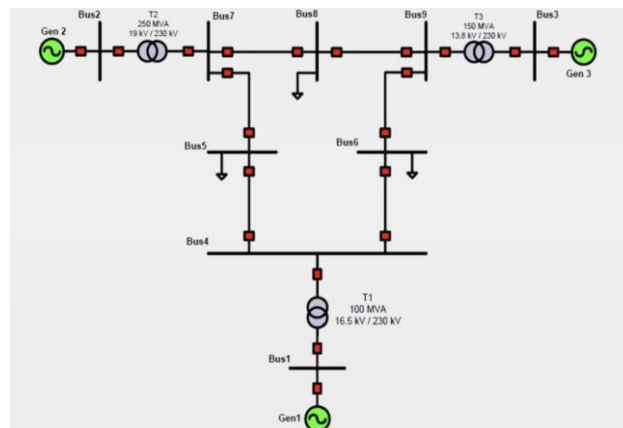 Bus2
T2
250 MVA
19 kV / 230 kV
Bus7
Bus8
Bus9
T3
150 MVA
13.8 kV / 230 kV
Bus3
Gen 2
Gen 3
Bus5
Bus6
Bus4
T1
100 MVA
16.5 kV / 230 kV
Bus1
Gen1